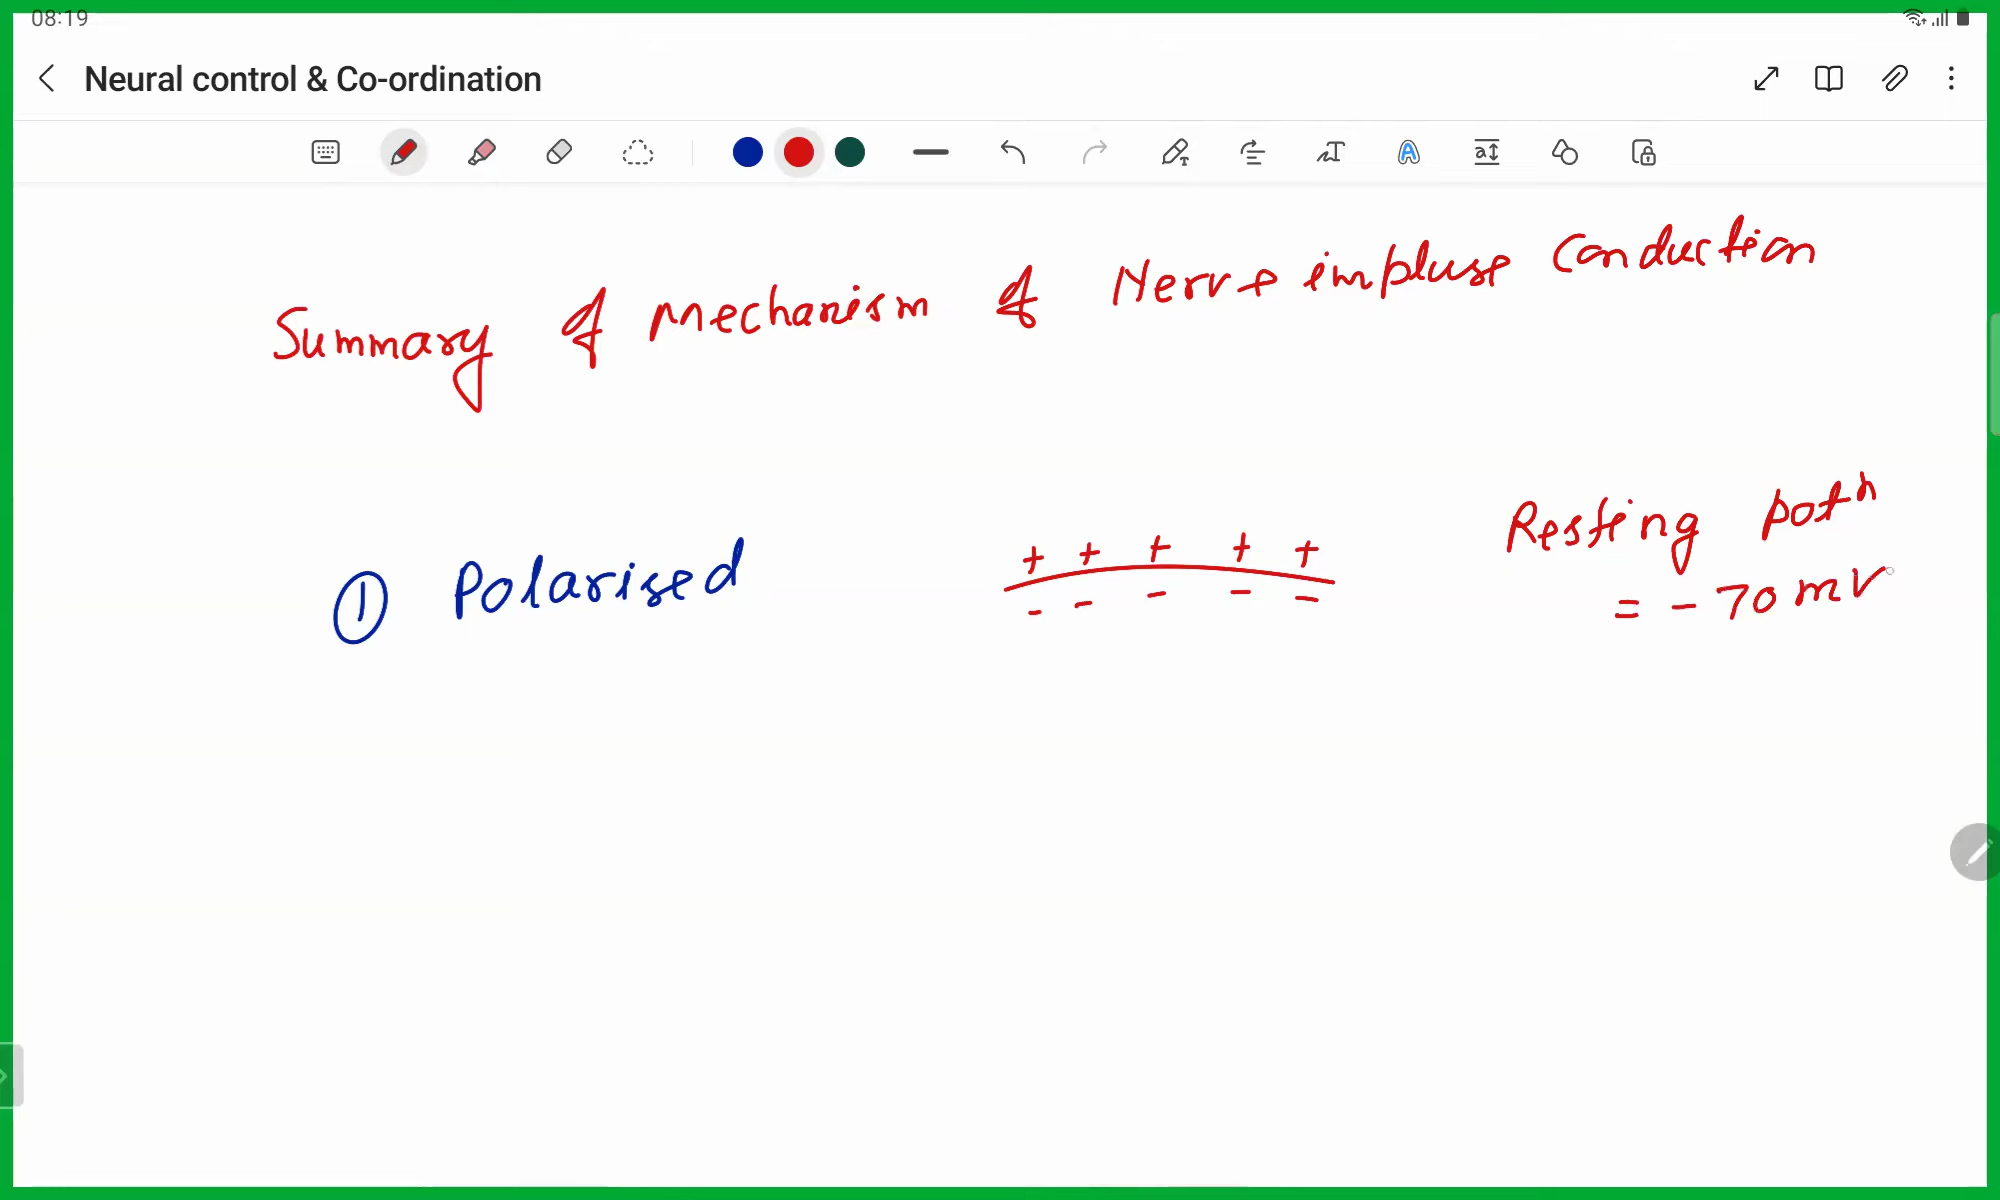 08:19
Neural control & Co-ordination
Summary of Mechanism of Nerve impluse Conduction
① Polarised
+ + + + +
- - - - -
Resting potn
= - 70 mV